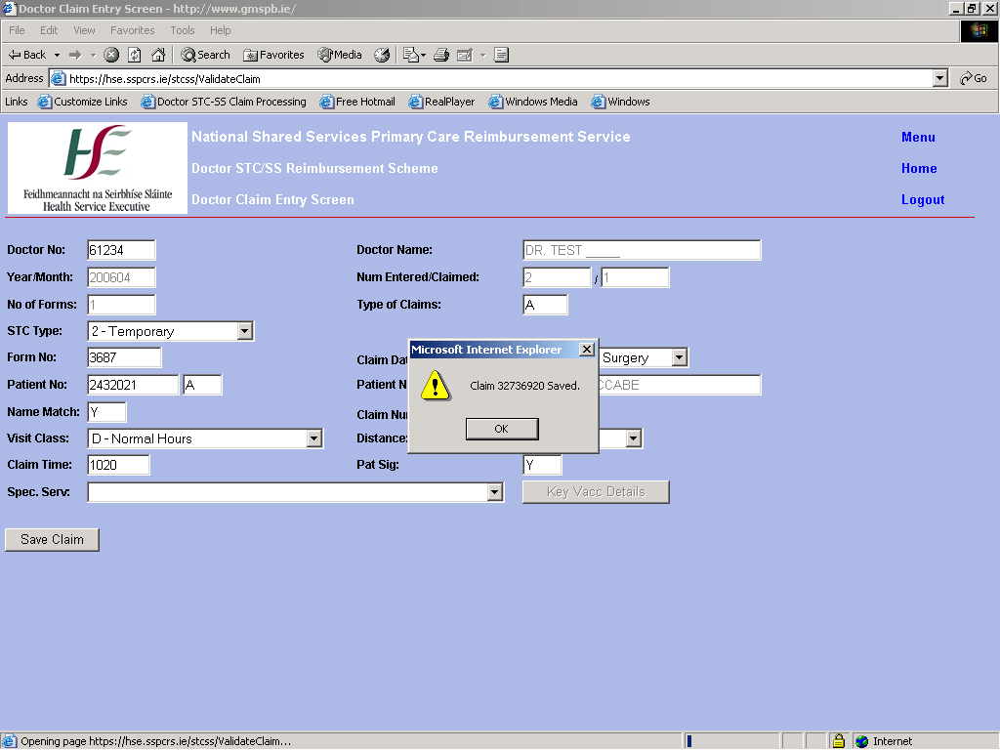 Doctor Claim Entry Screen - http://www.gmspb.ie/
File Edit View Favorites Tools Help
Back Search Favorites Media
Address https://hse.sspcrs.ie/stcss/ValidateClaim Go
Links Customize Links Doctor STC-SS Claim Processing Free Hotmail RealPlayer Windows Media Windows
HSE
Feidhmeannacht na Seirbhíse Sláinte
Health Service Executive
National Shared Services Primary Care Reimbursement Service Menu
Doctor STC/SS Reimbursement Scheme Home
Doctor Claim Entry Screen Logout
Doctor No: 61234 Doctor Name: DR. TEST _____
Year/Month: 200604 Num Entered/Claimed: 2 / 1
No of Forms: 1 Type of Claims: A
STC Type: 2 - Temporary
Form No: 3687 Claim Dat Surgery
Patient No: 2432021 A Patient N CCABE
Name Match: Y Claim Nu
Visit Class: D - Normal Hours Distance:
Claim Time: 1020 Pat Sig: Y
Spec. Serv: Key Vacc Details
Save Claim
Microsoft Internet Explorer
Claim 32736920 Saved.
OK
Opening page https://hse.sspcrs.ie/stcss/ValidateClaim... Internet